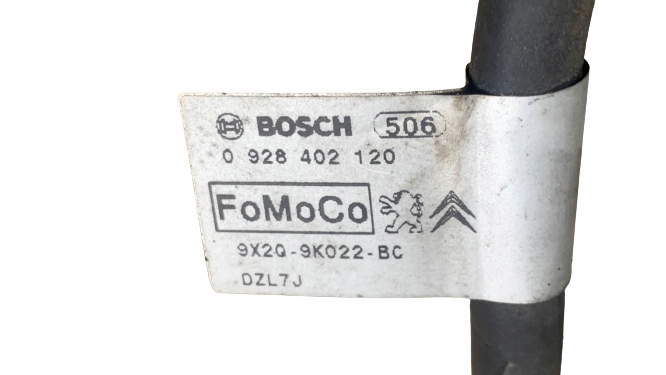 BOSCH 506
0 928 402 120
FoMoCo
9X2Q-9K022-BC
DZL7J